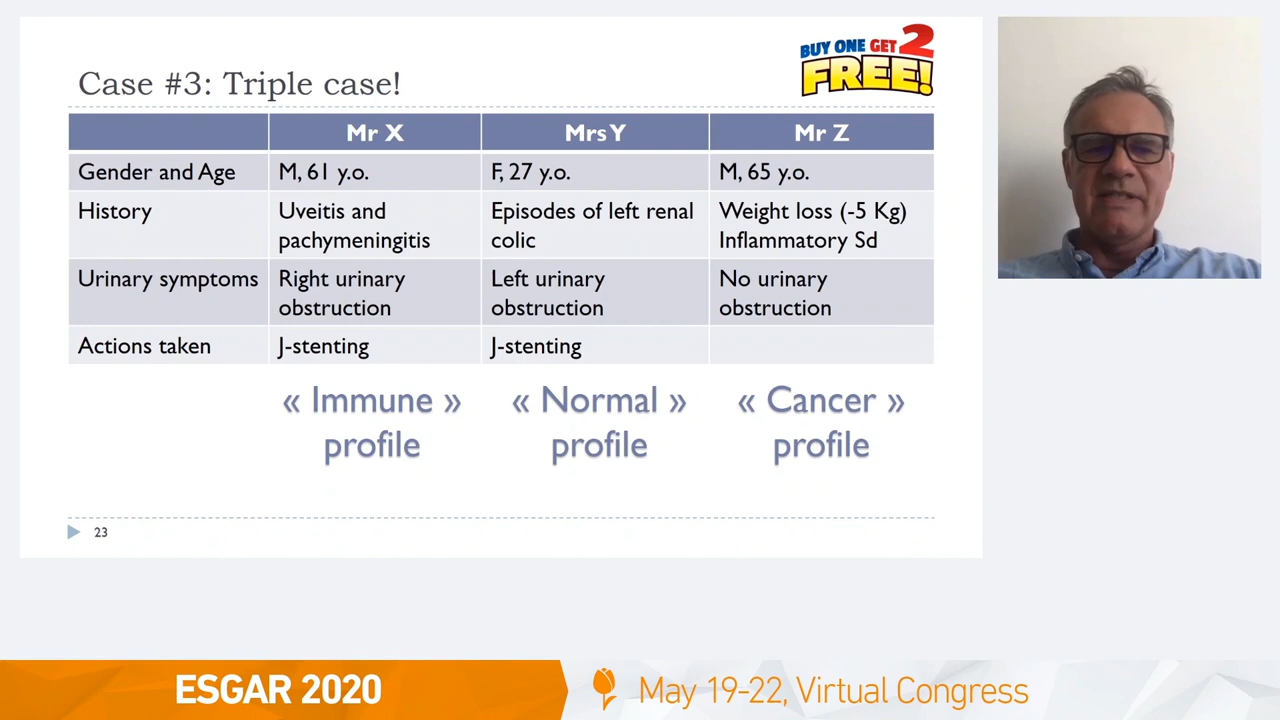 BUY ONE GET 2
FREE!
Case #3: Triple case!
Mr X Mrs Y Mr Z
Gender and Age M, 61 y.o. F, 27 y.o. M, 65 y.o.
History Uveitis and Episodes of left renal Weight loss (-5 Kg)
pachymeningitis colic Inflammatory Sd
Urinary symptoms Right urinary Left urinary No urinary
obstruction obstruction obstruction
Actions taken J-stenting J-stenting
« Immune » « Normal » « Cancer »
profile profile profile
23
ESGAR 2020 May 19-22, Virtual Congress